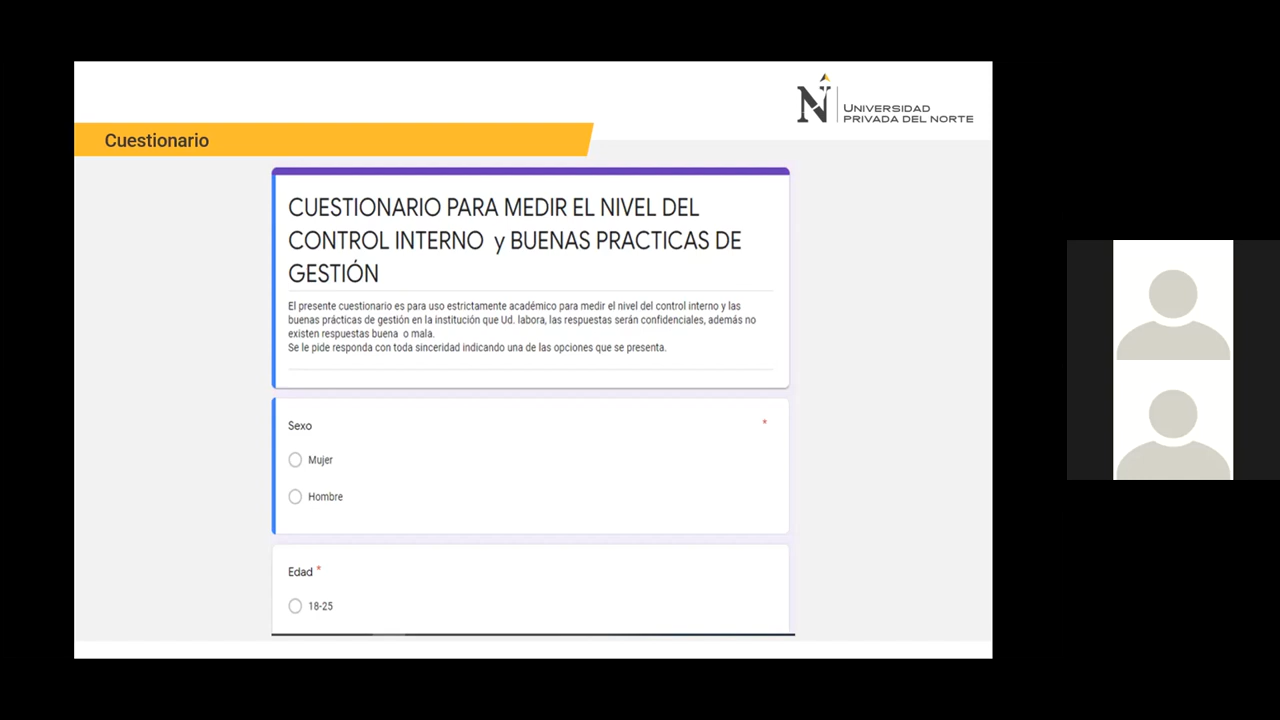 UNIVERSIDAD
PRIVADA DEL NORTE
Cuestionario
CUESTIONARIO PARA MEDIR EL NIVEL DEL
CONTROL INTERNO y BUENAS PRACTICAS DE
GESTIÓN
El presente cuestionario es para uso estrictamente académico para medir el nivel del control interno y las
buenas prácticas de gestión en la institución que Ud. labora, las respuestas serán confidenciales, además no
existen respuestas buena o mala.
Se le pide responda con toda sinceridad indicando una de las opciones que se presenta.
Sexo *
Mujer
Hombre
Edad *
18-25